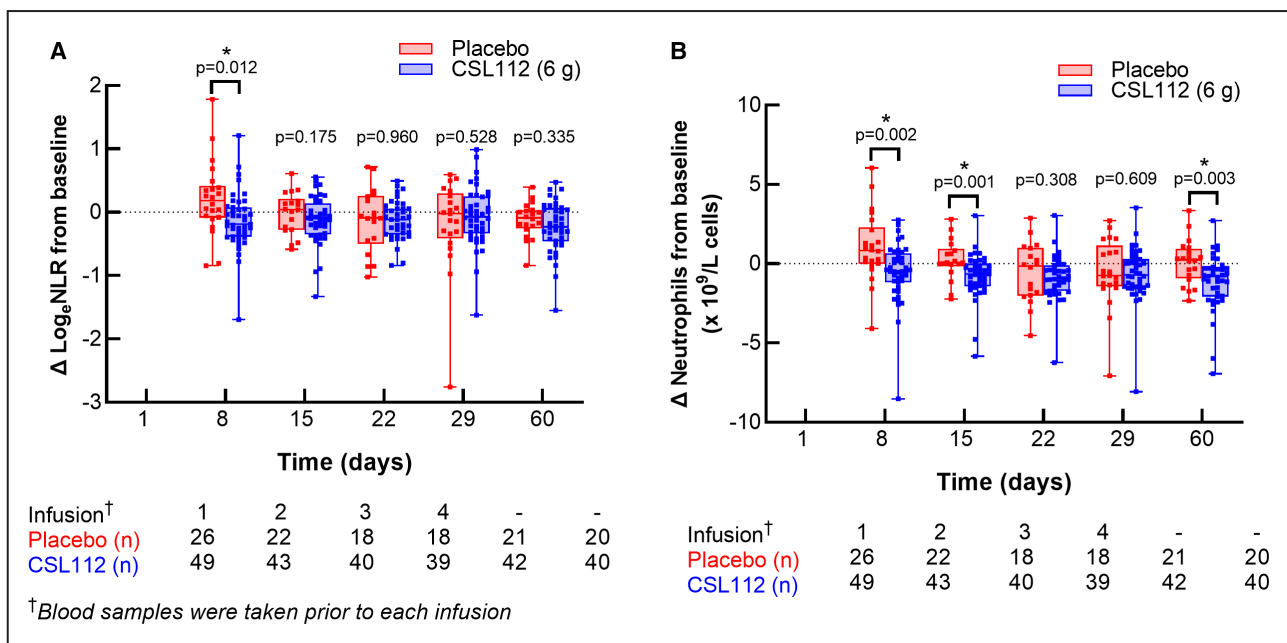 A
Placebo
CSL112 (6 g)
*
p=0.012
p=0.175
p=0.960
p=0.528
p=0.335
Δ LogeNLR from baseline
2
1
0
-1
-2
-3
1 8 15 22 29 60
Time (days)
Infusion† 1 2 3 4 - -
Placebo (n) 26 22 18 18 21 20
CSL112 (n) 49 43 40 39 42 40
†Blood samples were taken prior to each infusion
B
Placebo
CSL112 (6 g)
*
p=0.002
*
p=0.001
p=0.308
p=0.609
*
p=0.003
Δ Neutrophils from baseline
(x 10^9/L cells)
10
5
0
-5
-10
1 8 15 22 29 60
Time (days)
Infusion† 1 2 3 4 - -
Placebo (n) 26 22 18 18 21 20
CSL112 (n) 49 43 40 39 42 40